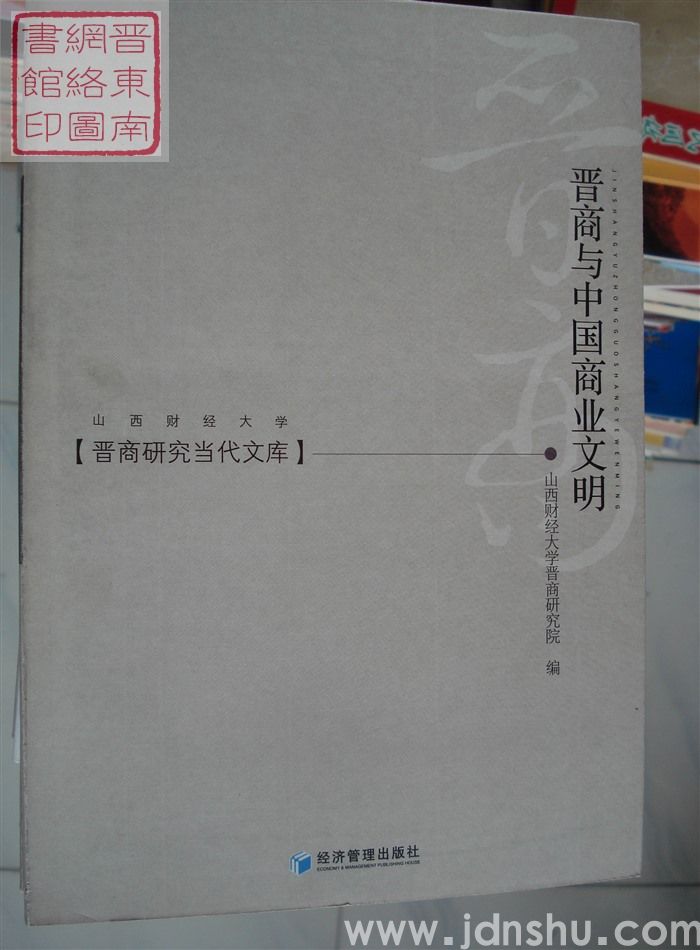 晋東南
網絡圖
書館印
晋商
晋商与中国商业文明
JINSHANGYUZHONGGUOSHANGYEWENMING
山西财经大学
【晋商研究当代文库】
山西财经大学晋商研究院 编
经济管理出版社
ECONOMY & MANAGEMENT PUBLISHING HOUSE
www.jdnshu.com